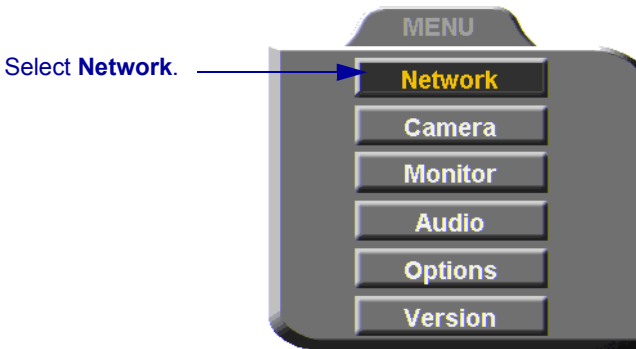 MENU
Select Network.
Network
Camera
Monitor
Audio
Options
Version